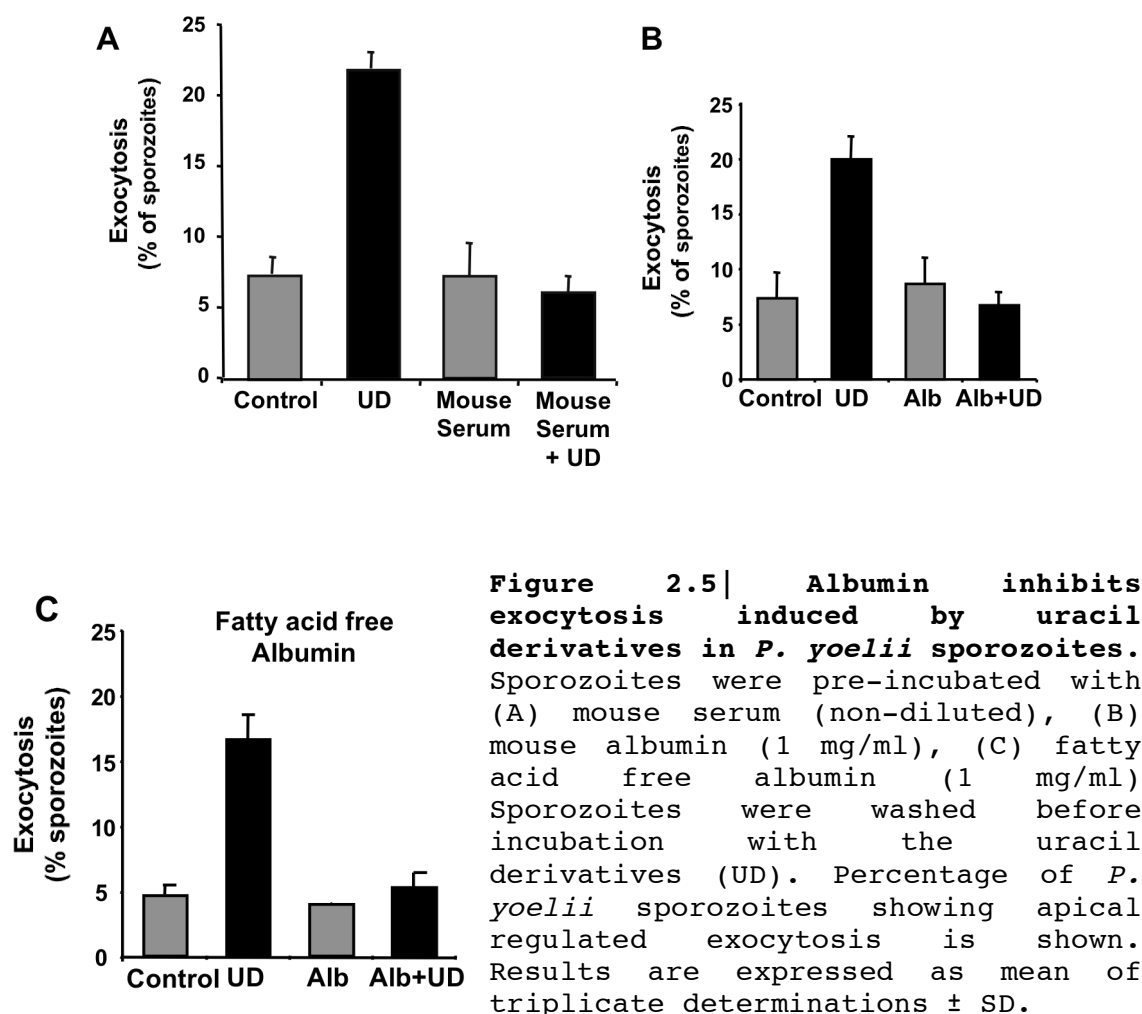 A
Exocytosis
(% of sporozoites)
25
20
15
10
5
0
Control
UD
Mouse
Serum
Mouse
Serum
+ UD
B
Exocytosis
(% of sporozoites)
25
20
15
10
5
0
Control UD Alb Alb+UD
C
Fatty acid free
Albumin
Exocytosis
(% sporozoites)
25
20
15
10
5
0
Control UD Alb Alb+UD
Figure 2.5| Albumin inhibits
exocytosis induced by uracil
derivatives in P. yoelii sporozoites.
Sporozoites were pre-incubated with
(A) mouse serum (non-diluted), (B)
mouse albumin (1 mg/ml), (C) fatty
acid free albumin (1 mg/ml)
Sporozoites were washed before
incubation with the uracil
derivatives (UD). Percentage of P.
yoelii sporozoites showing apical
regulated exocytosis is shown.
Results are expressed as mean of
triplicate determinations ± SD.